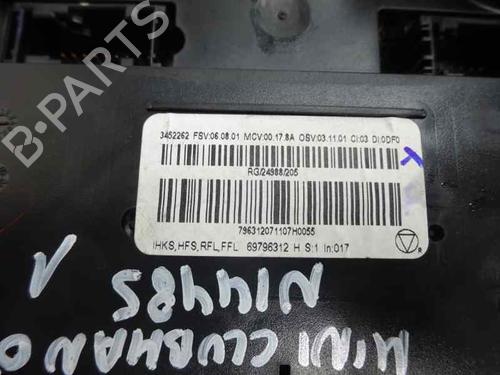 3452262 FSV:06.08.01 MCV:00.17.8A OSV:03.11.01 CI:03 DI:0DF0
RG/24988/205
796312071107H0055
IHKS,HFS,RFL,FFL 69796312 H S:1 In:017
N1448S
MINI CLUBMAN
B-PARTS